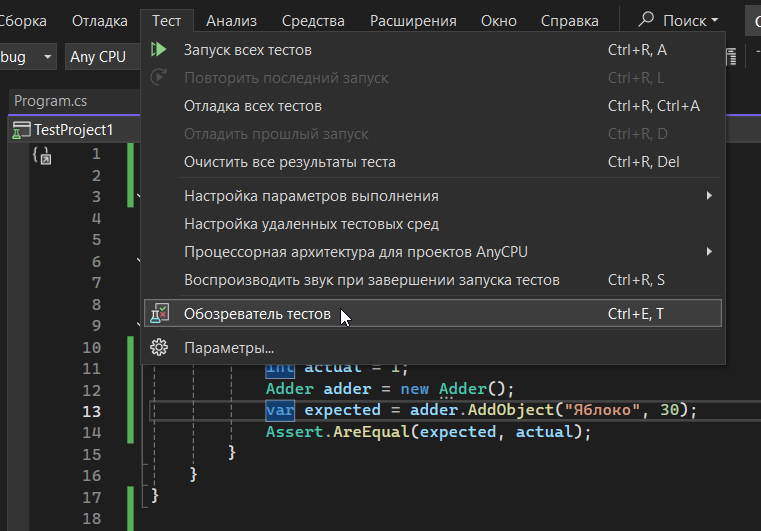 Сборка Отладка Тест Анализ Средства Расширения Окно Справка Поиск
bug Any CPU
Запуск всех тестов Ctrl+R, A
Повторить последний запуск Ctrl+R, L
Отладка всех тестов Ctrl+R, Ctrl+A
Отладить прошлый запуск Ctrl+R, D
Очистить все результаты теста Ctrl+R, Del
Настройка параметров выполнения
Настройка удаленных тестовых сред
Процессорная архитектура для проектов AnyCPU
Воспроизводить звук при завершении запуска тестов Ctrl+R, S
Обозреватель тестов Ctrl+E, T
Параметры...
Program.cs
TestProject1
1
2
3
4
5
6
7
8
9
10
11 int actual = 1;
12 Adder adder = new Adder();
13 var expected = adder.AddObject("Яблоко", 30);
14 Assert.AreEqual(expected, actual);
15 }
16 }
17 }
18